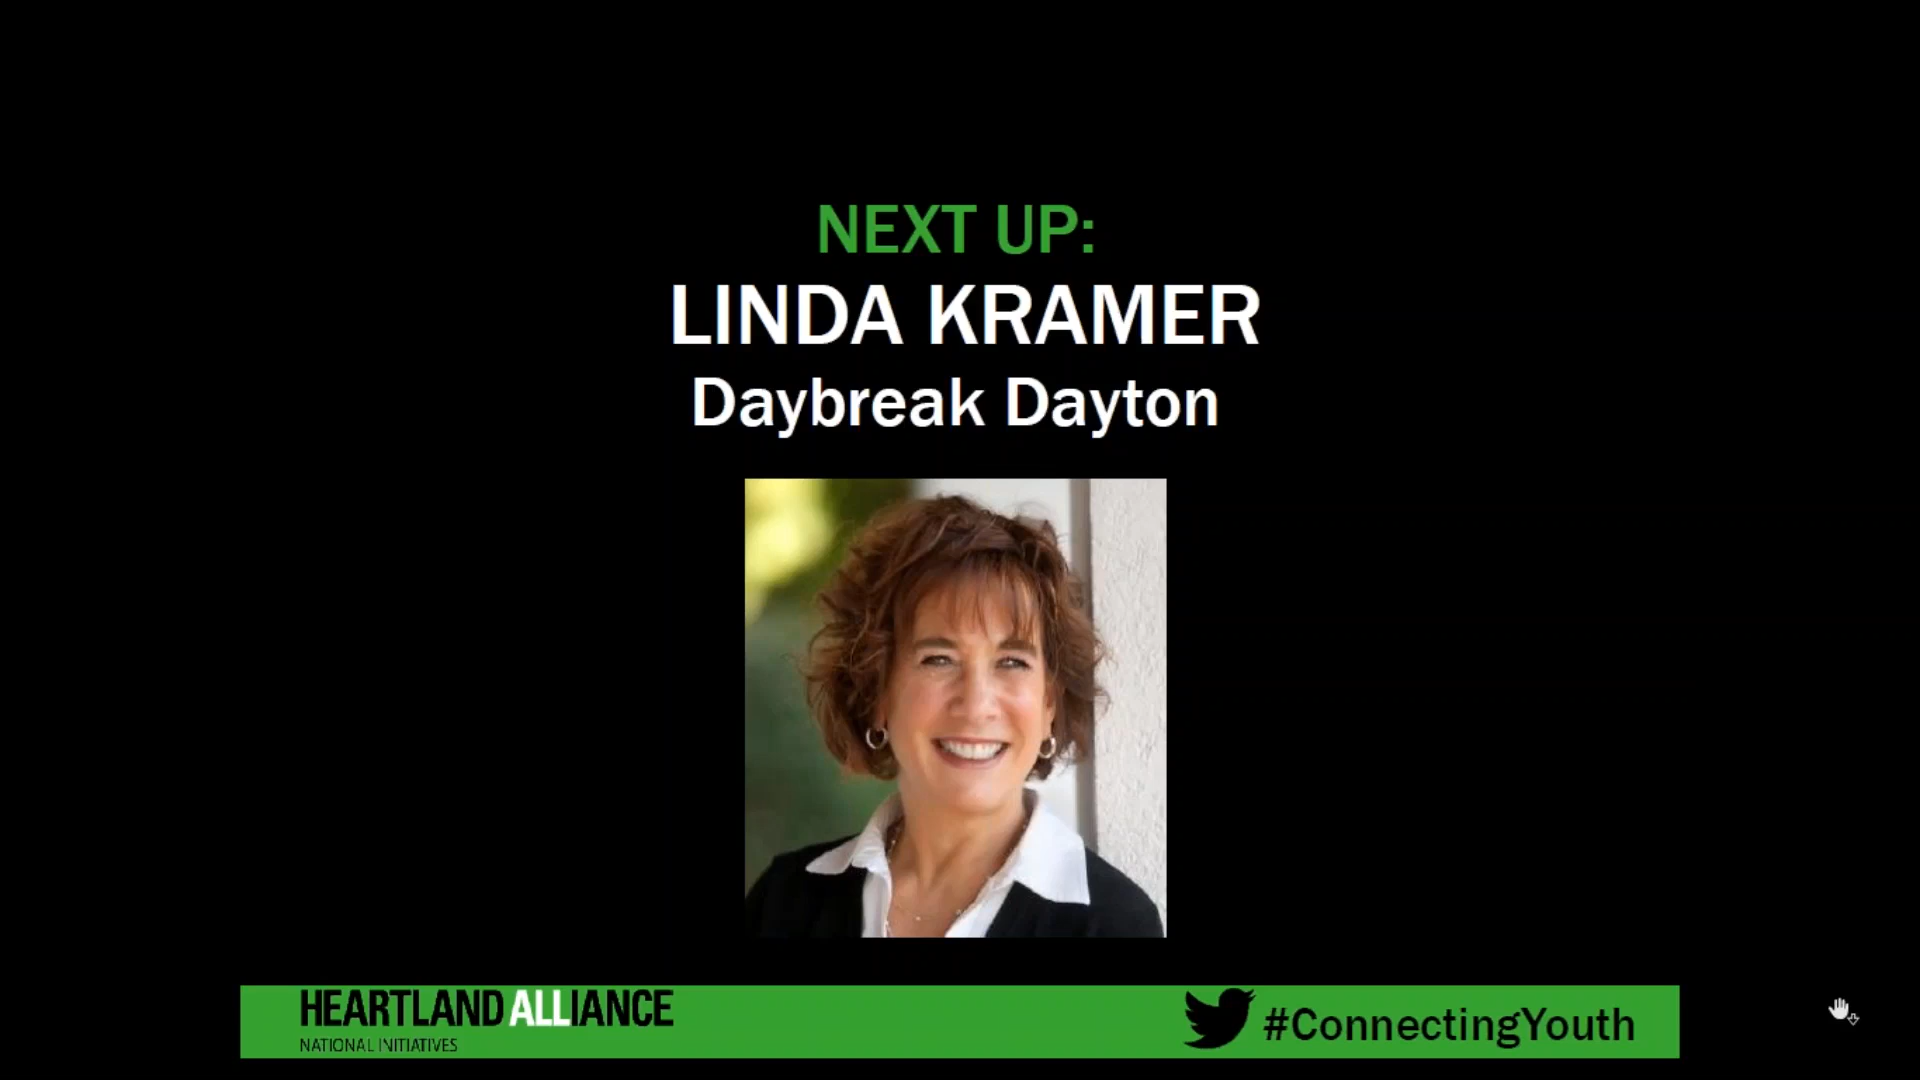 NEXT UP:
LINDA KRAMER
Daybreak Dayton
HEARTLAND ALLIANCE
NATIONAL INITIATIVES
#ConnectingYouth